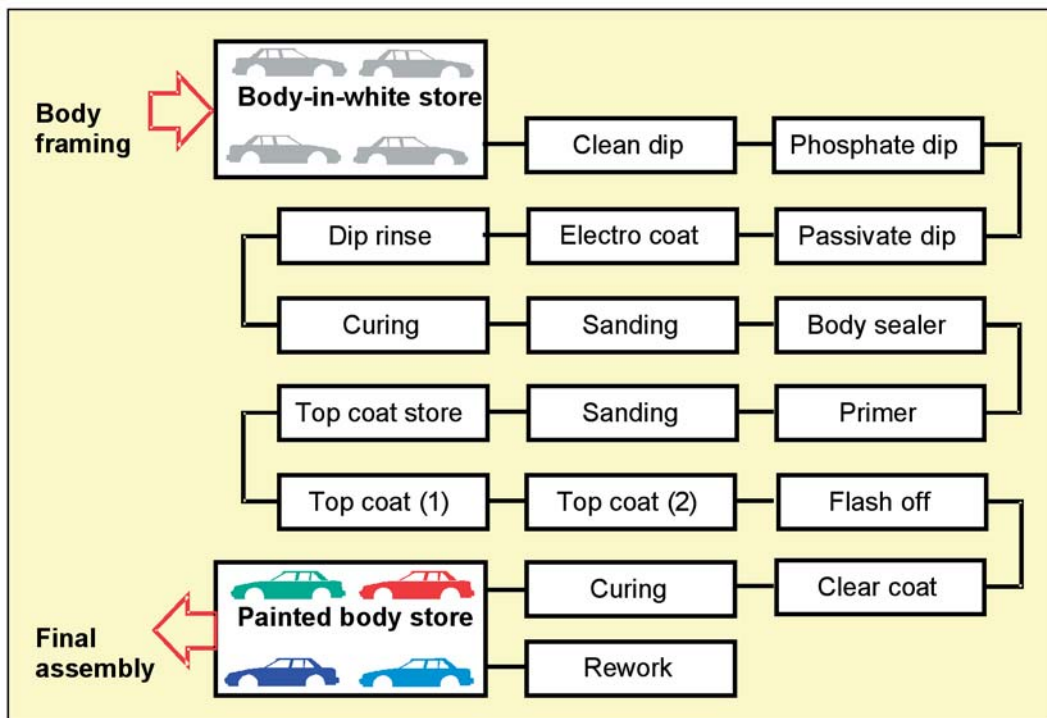 Body
framing
Body-in-white store
Clean dip
Phosphate dip
Dip rinse
Electro coat
Passivate dip
Curing
Sanding
Body sealer
Top coat store
Sanding
Primer
Top coat (1)
Top coat (2)
Flash off
Final
assembly
Painted body store
Curing
Clear coat
Rework